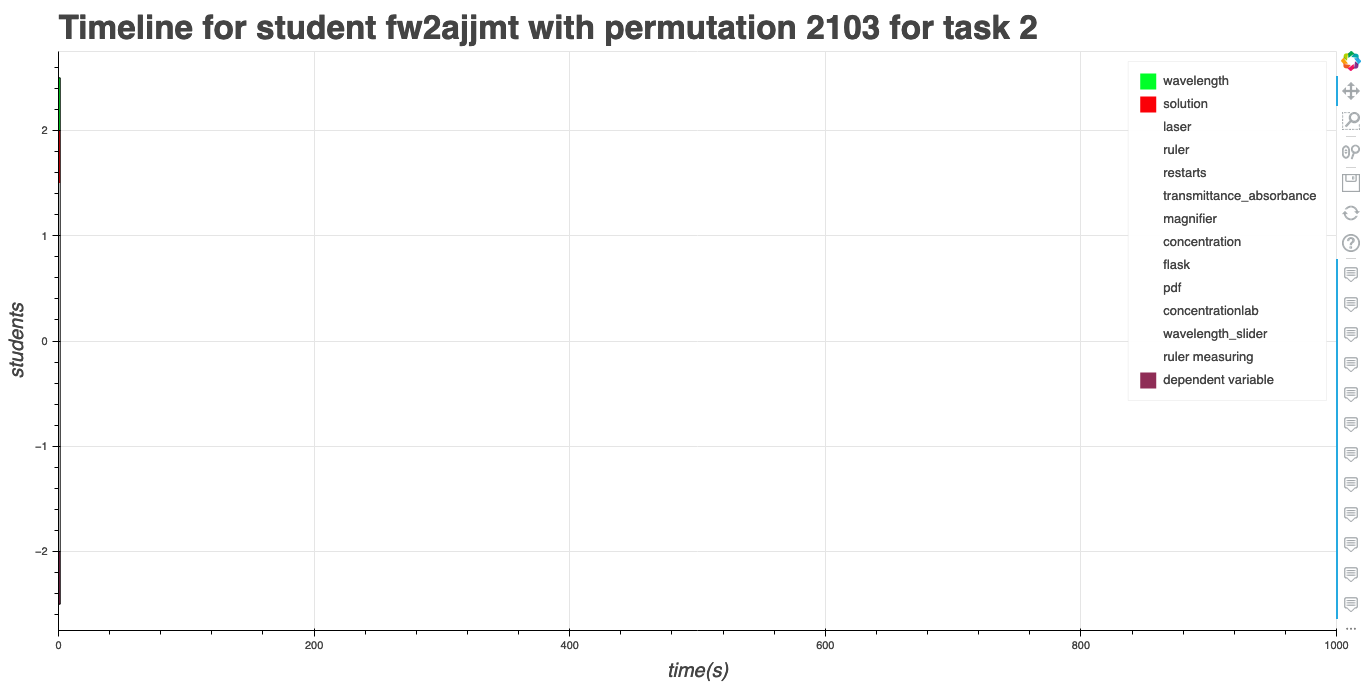 Timeline for student fw2ajjmt with permutation 2103 for task 2
wavelength
solution
laser
ruler
restarts
transmittance_absorbance
magnifier
concentration
flask
pdf
concentrationlab
wavelength_slider
ruler measuring
dependent variable
students
2
1
0
−1
−2
0 200 400 600 800 1000
time(s)